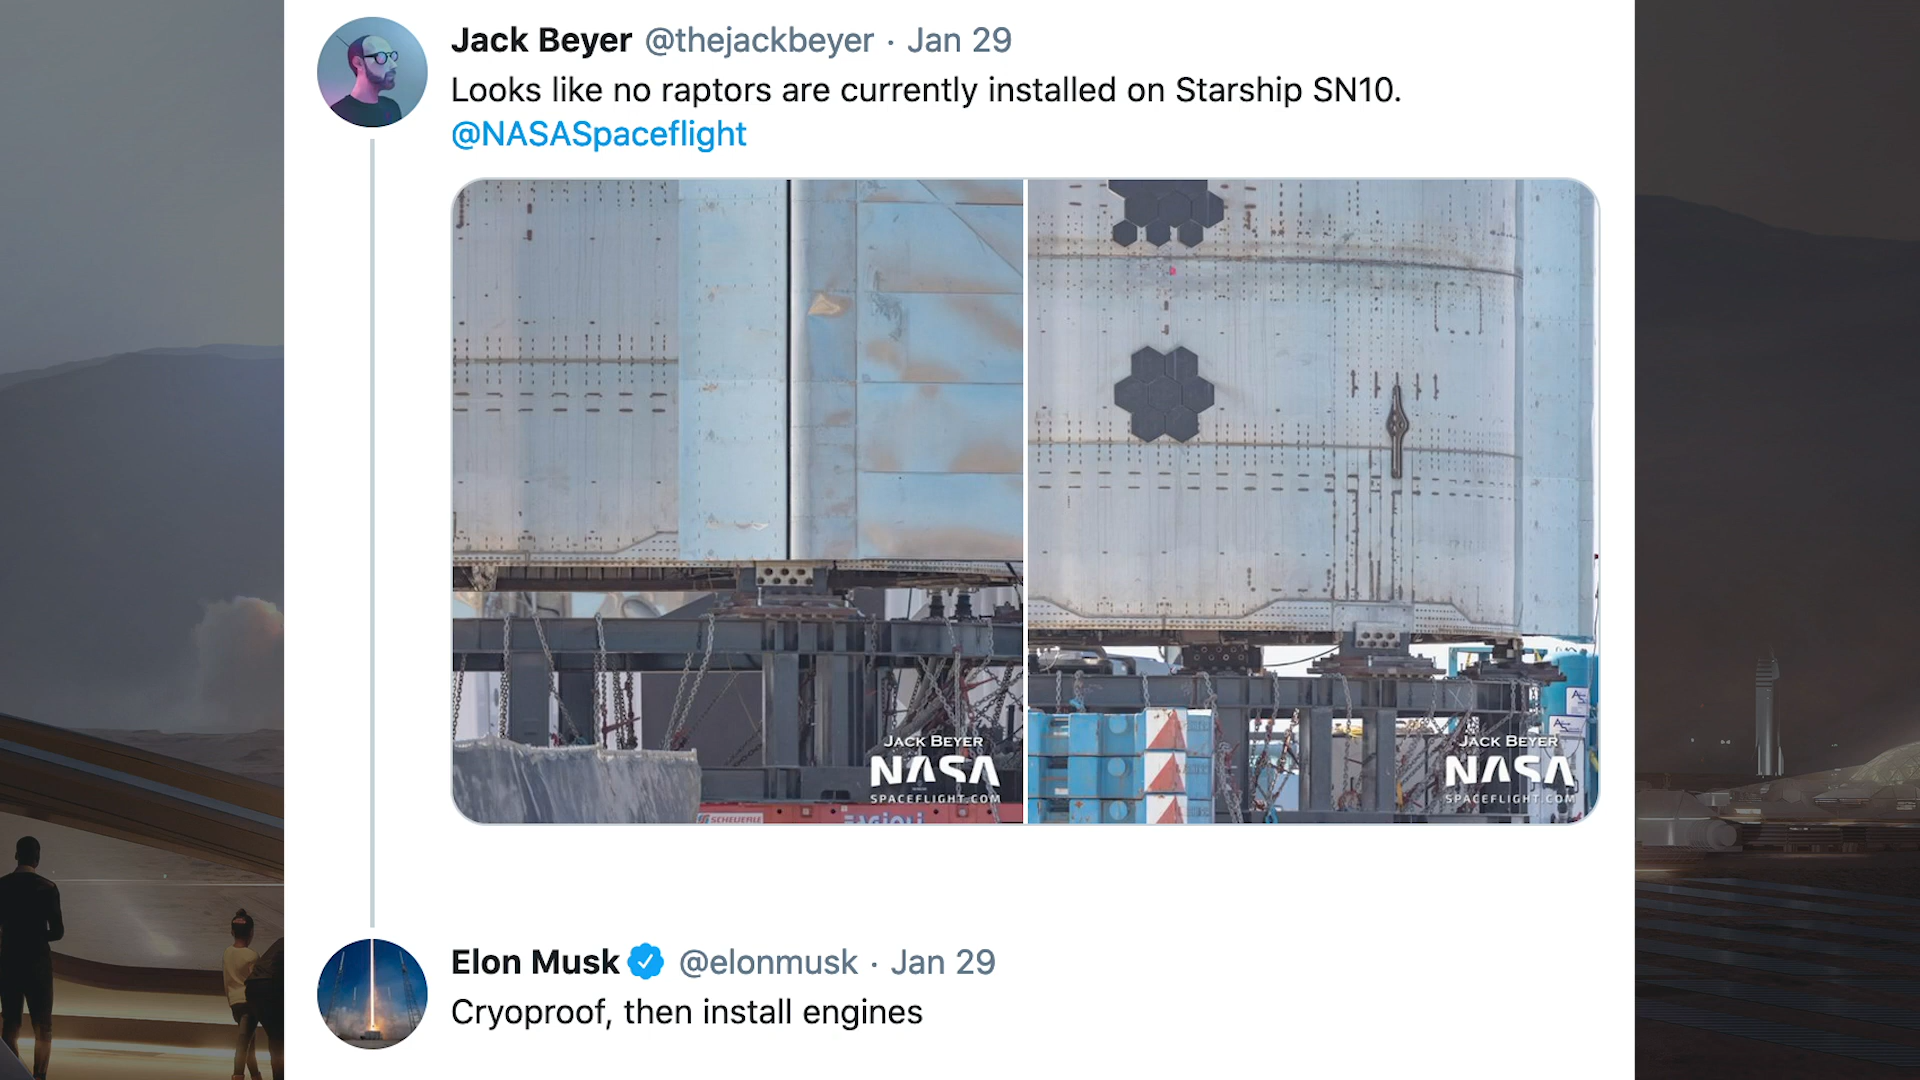 Jack Beyer @thejackbeyer · Jan 29
Looks like no raptors are currently installed on Starship SN10.
@NASASpaceflight
JACK BEYER
NASA
SPACEFLIGHT.COM
SCHEUERLE
JACK BEYER
NASA
SPACEFLIGHT.COM
Elon Musk @elonmusk · Jan 29
Cryoproof, then install engines